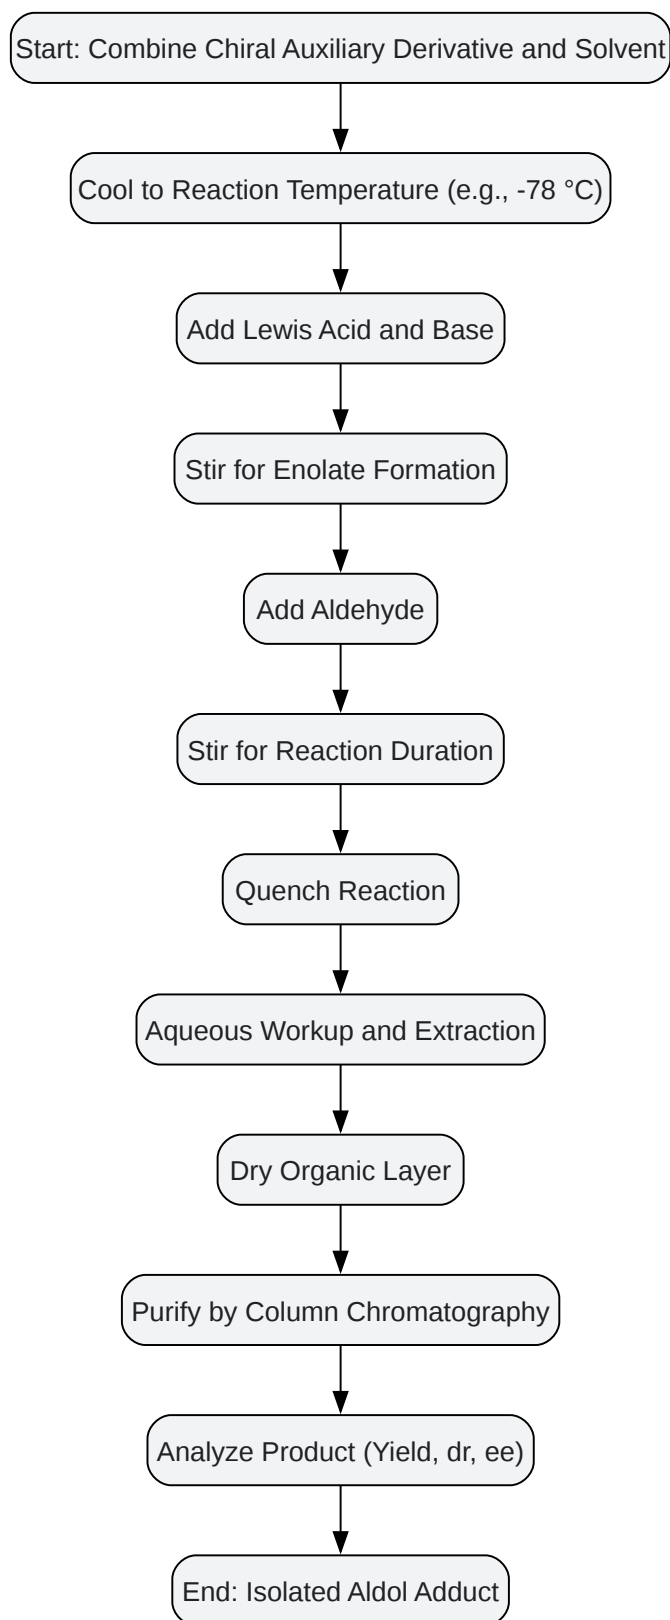 Start: Combine Chiral Auxiliary Derivative and Solvent
Cool to Reaction Temperature (e.g., -78 °C)
Add Lewis Acid and Base
Stir for Enolate Formation
Add Aldehyde
Stir for Reaction Duration
Quench Reaction
Aqueous Workup and Extraction
Dry Organic Layer
Purify by Column Chromatography
Analyze Product (Yield, dr, ee)
End: Isolated Aldol Adduct